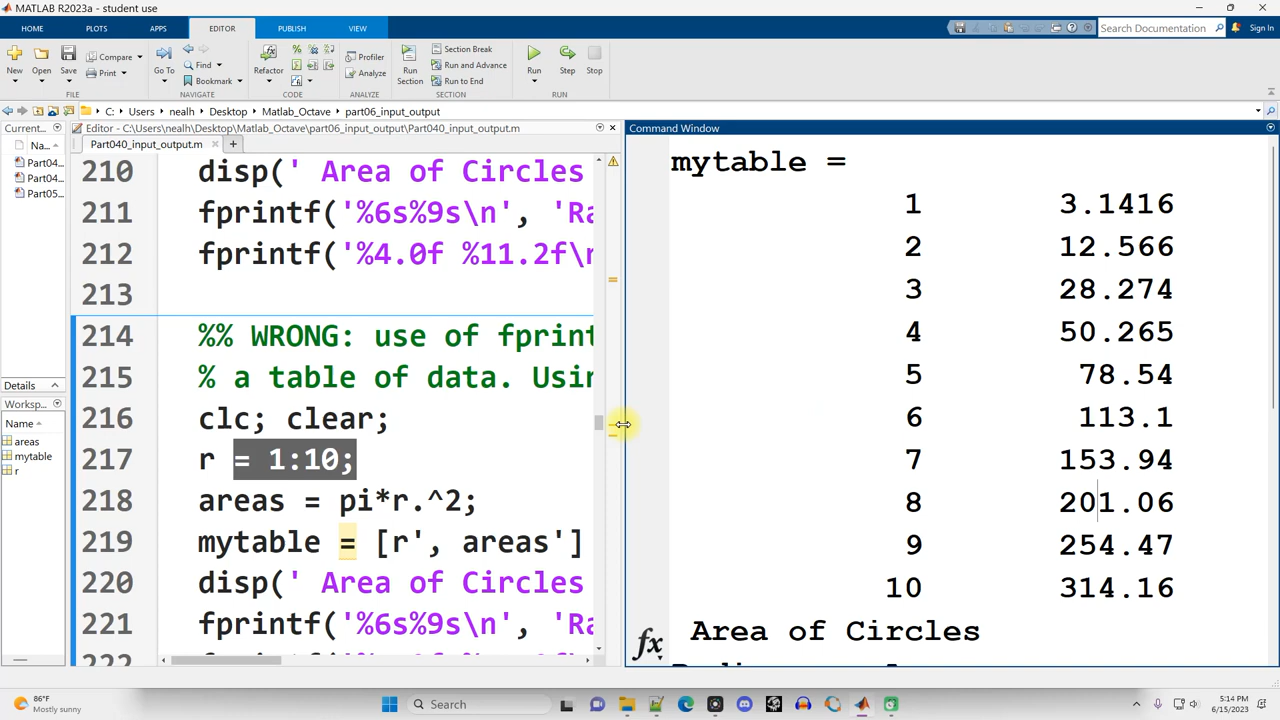 MATLAB R2023a - student use
HOME PLOTS APPS EDITOR PUBLISH VIEW
Search Documentation
Sign In
New Open Save
Compare
Print
Go To
Find
Bookmark
Refactor
Profiler
Analyze
Run Section
Section Break
Run and Advance
Run to End
Run Step Stop
FILE NAVIGATE CODE ANALYZE SECTION RUN
C: Users nealh Desktop Matlab_Octave part06_input_output
Current...
Na...
Part04...
Part04...
Part05...
Details
Worksp...
Name
areas
mytable
r
Editor - C:\Users\nealh\Desktop\Matlab_Octave\part06_input_output\Part040_input_output.m
Part040_input_output.m
210 disp(' Area of Circles
211 fprintf('%6s%9s\n', 'Ra
212 fprintf('%4.0f %11.2f\
213
214 %% WRONG: use of fprint
215 % a table of data. Usin
216 clc; clear;
217 r = 1:10;
218 areas = pi*r.^2;
219 mytable = [r', areas']
220 disp(' Area of Circles
221 fprintf('%6s%9s\n', 'Ra
Command Window
mytable =
1 3.1416
2 12.566
3 28.274
4 50.265
5 78.54
6 113.1
7 153.94
8 201.06
9 254.47
10 314.16
Area of Circles
fx
86°F
Mostly sunny
Search
5:14 PM
6/15/2023